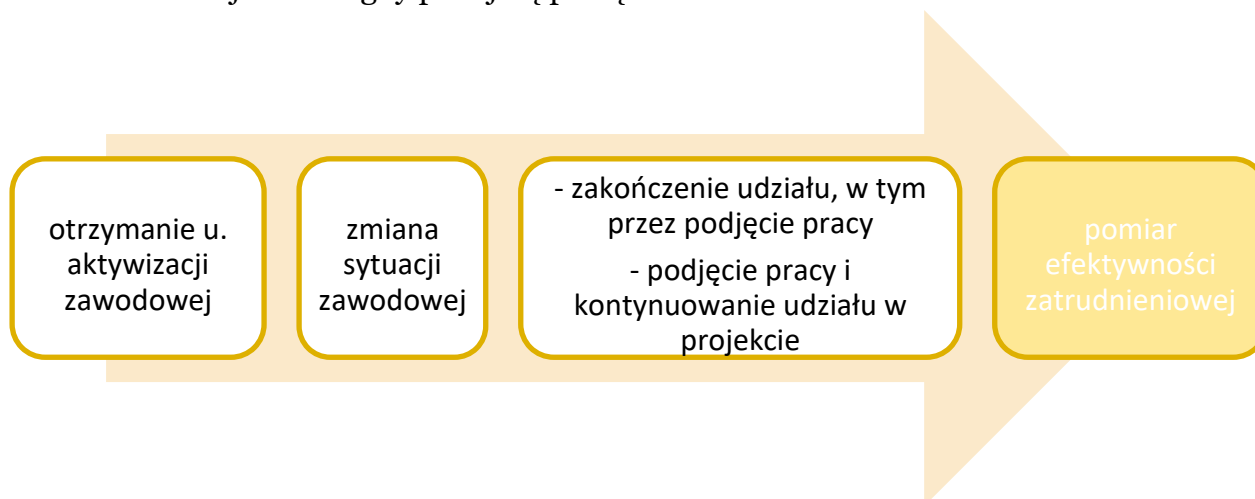 otrzymanie u.
aktywizacji
zawodowej
zmiana
sytuacji
zawodowej
- zakończenie udziału, w tym
przez podjęcie pracy
- podjęcie pracy i
kontynuowanie udziału w
projekcie
pomiar
efektywności
zatrudnieniowej